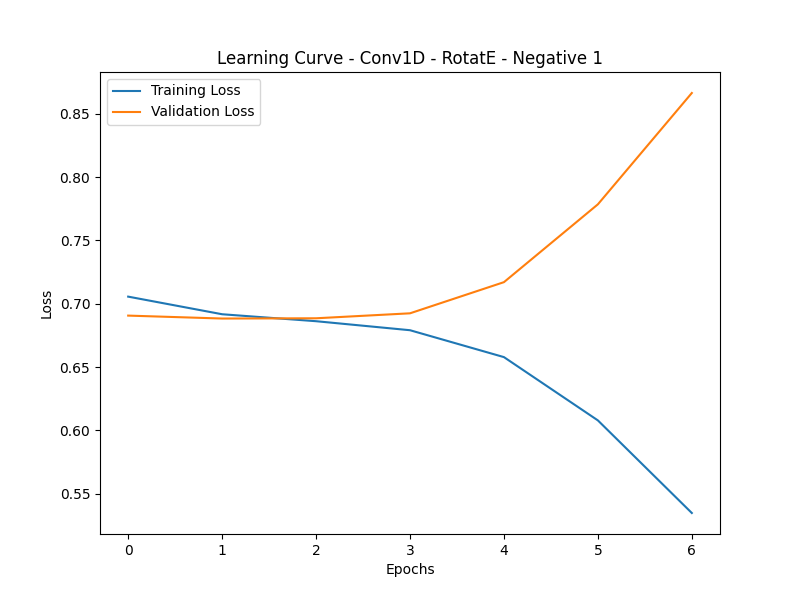 Learning Curve - Conv1D - RotatE - Negative 1
Training Loss
Validation Loss
0.85
0.80
0.75
0.70
0.65
0.60
0.55
Loss
0 1 2 3 4 5 6
Epochs